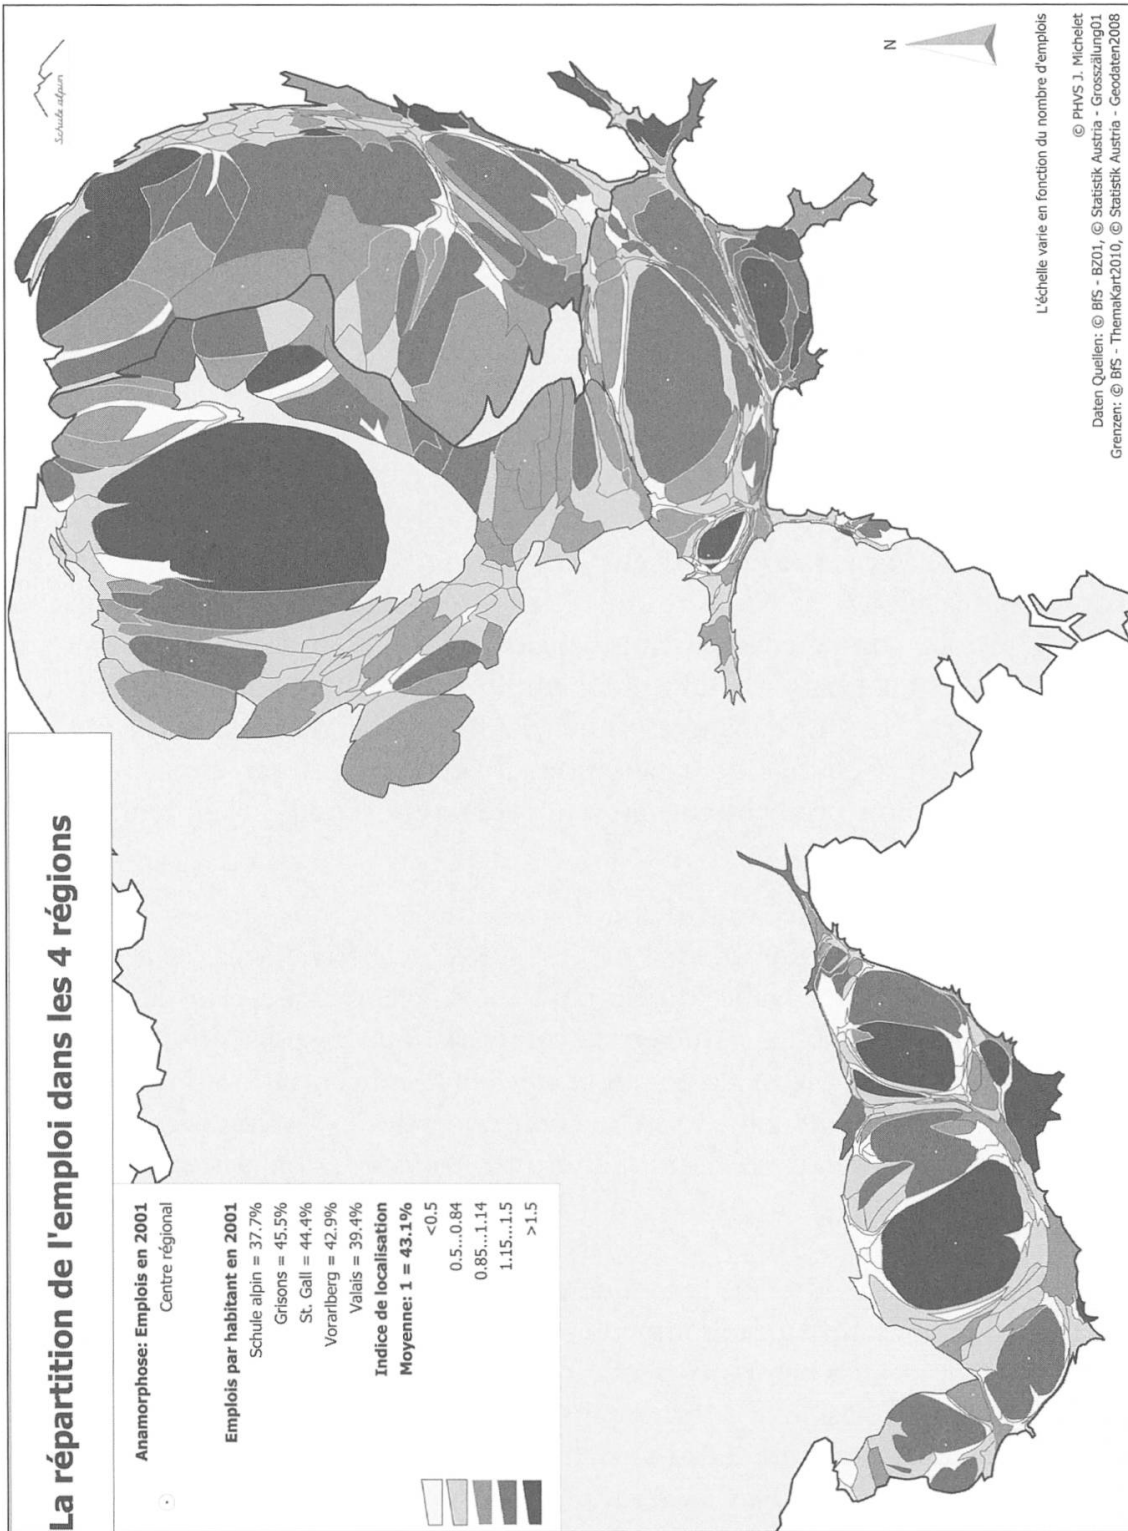 La répartition de l'emploi dans les 4 régions
Schule alpin
Anamorphose: Emplois en 2001
Centre régional
Emplois par habitant en 2001
Schule alpin = 37.7%
Grisons = 45.5%
St. Gall = 44.4%
Vorarlberg = 42.9%
Valais = 39.4%
Indice de localisation
Moyenne: 1 = 43.1%
<0.5
0.5...0.84
0.85...1.14
1.15...1.5
>1.5
N
L'échelle varie en fonction du nombre d'emplois
© PHVS J. Michelet
Daten Quellen: © BfS - BZ01, © Statistik Austria - Grosszälung01
Grenzen: © BfS - ThemaKart2010, © Statistik Austria - Geodaten2008